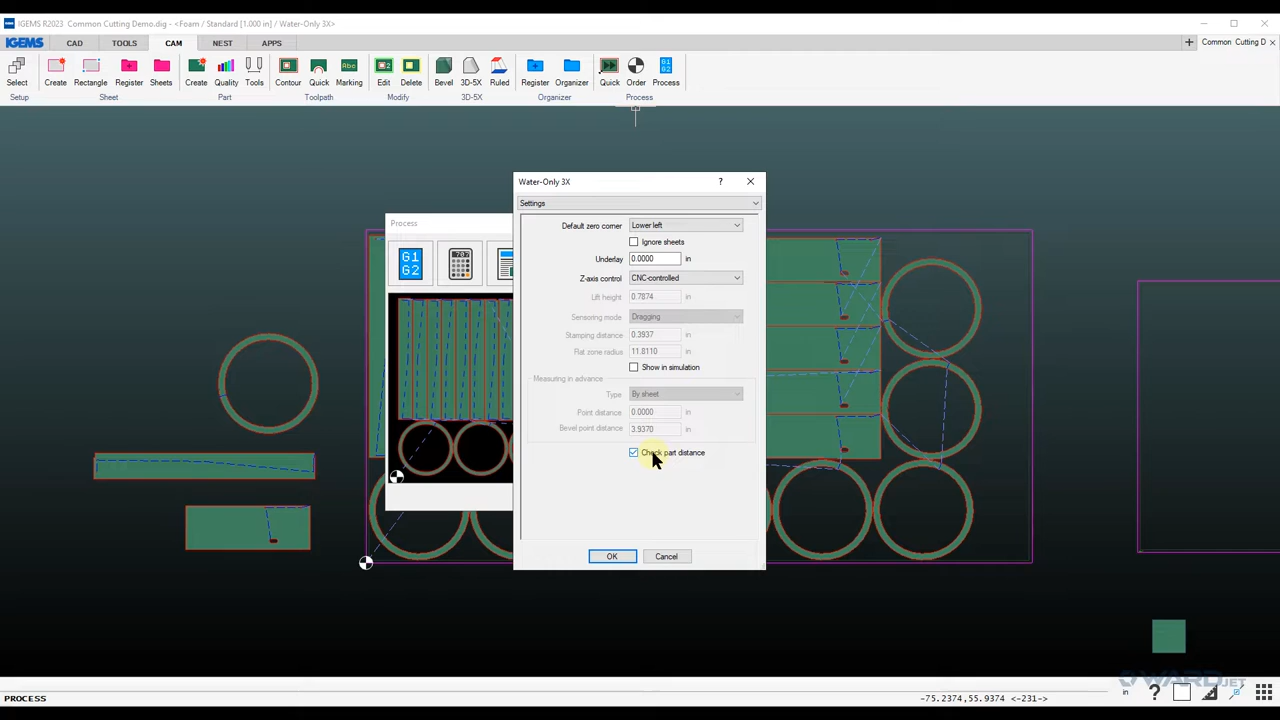 IGEMS R2023 Common Cutting Demo.dig - <Foam / Standard [1.000 in] / Water-Only 3X>
IGEMS CAD TOOLS CAM NEST APPS + Common Cutting D
Select Create Rectangle Register Sheets Create Quality Tools Contour Quick Marking Edit Delete Bevel 3D-5X Ruled Register Organizer Quick Order Process
Setup Sheet Part Toolpath Modify 3D-5X Organizer Process
Water-Only 3X
Settings
Default zero corner Lower left
Ignore sheets
Underlay 0.0000 in
Z-axis control CNC-controlled
Lift height 0.7874 in
Sensoring mode Dragging
Stamping distance 0.3937 in
Flat zone radius 11.8110 in
Show in simulation
Measuring in advance
Type By sheet
Point distance 0.0000 in
Bevel point distance 3.9370 in
Check part distance
OK Cancel
Process
G1
G2
WARDJET
PROCESS -75.2374,55.9374 <-231-> in